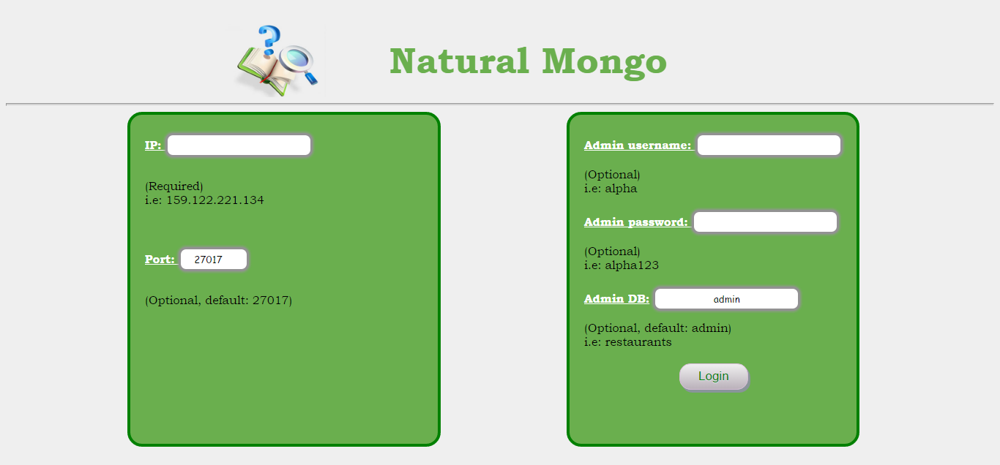 Natural Mongo
IP:
(Required)
i.e: 159.122.221.134
Port: 27017
(Optional, default: 27017)
Admin username:
(Optional)
i.e: alpha
Admin password:
(Optional)
i.e: alpha123
Admin DB: admin
(Optional, default: admin)
i.e: restaurants
Login